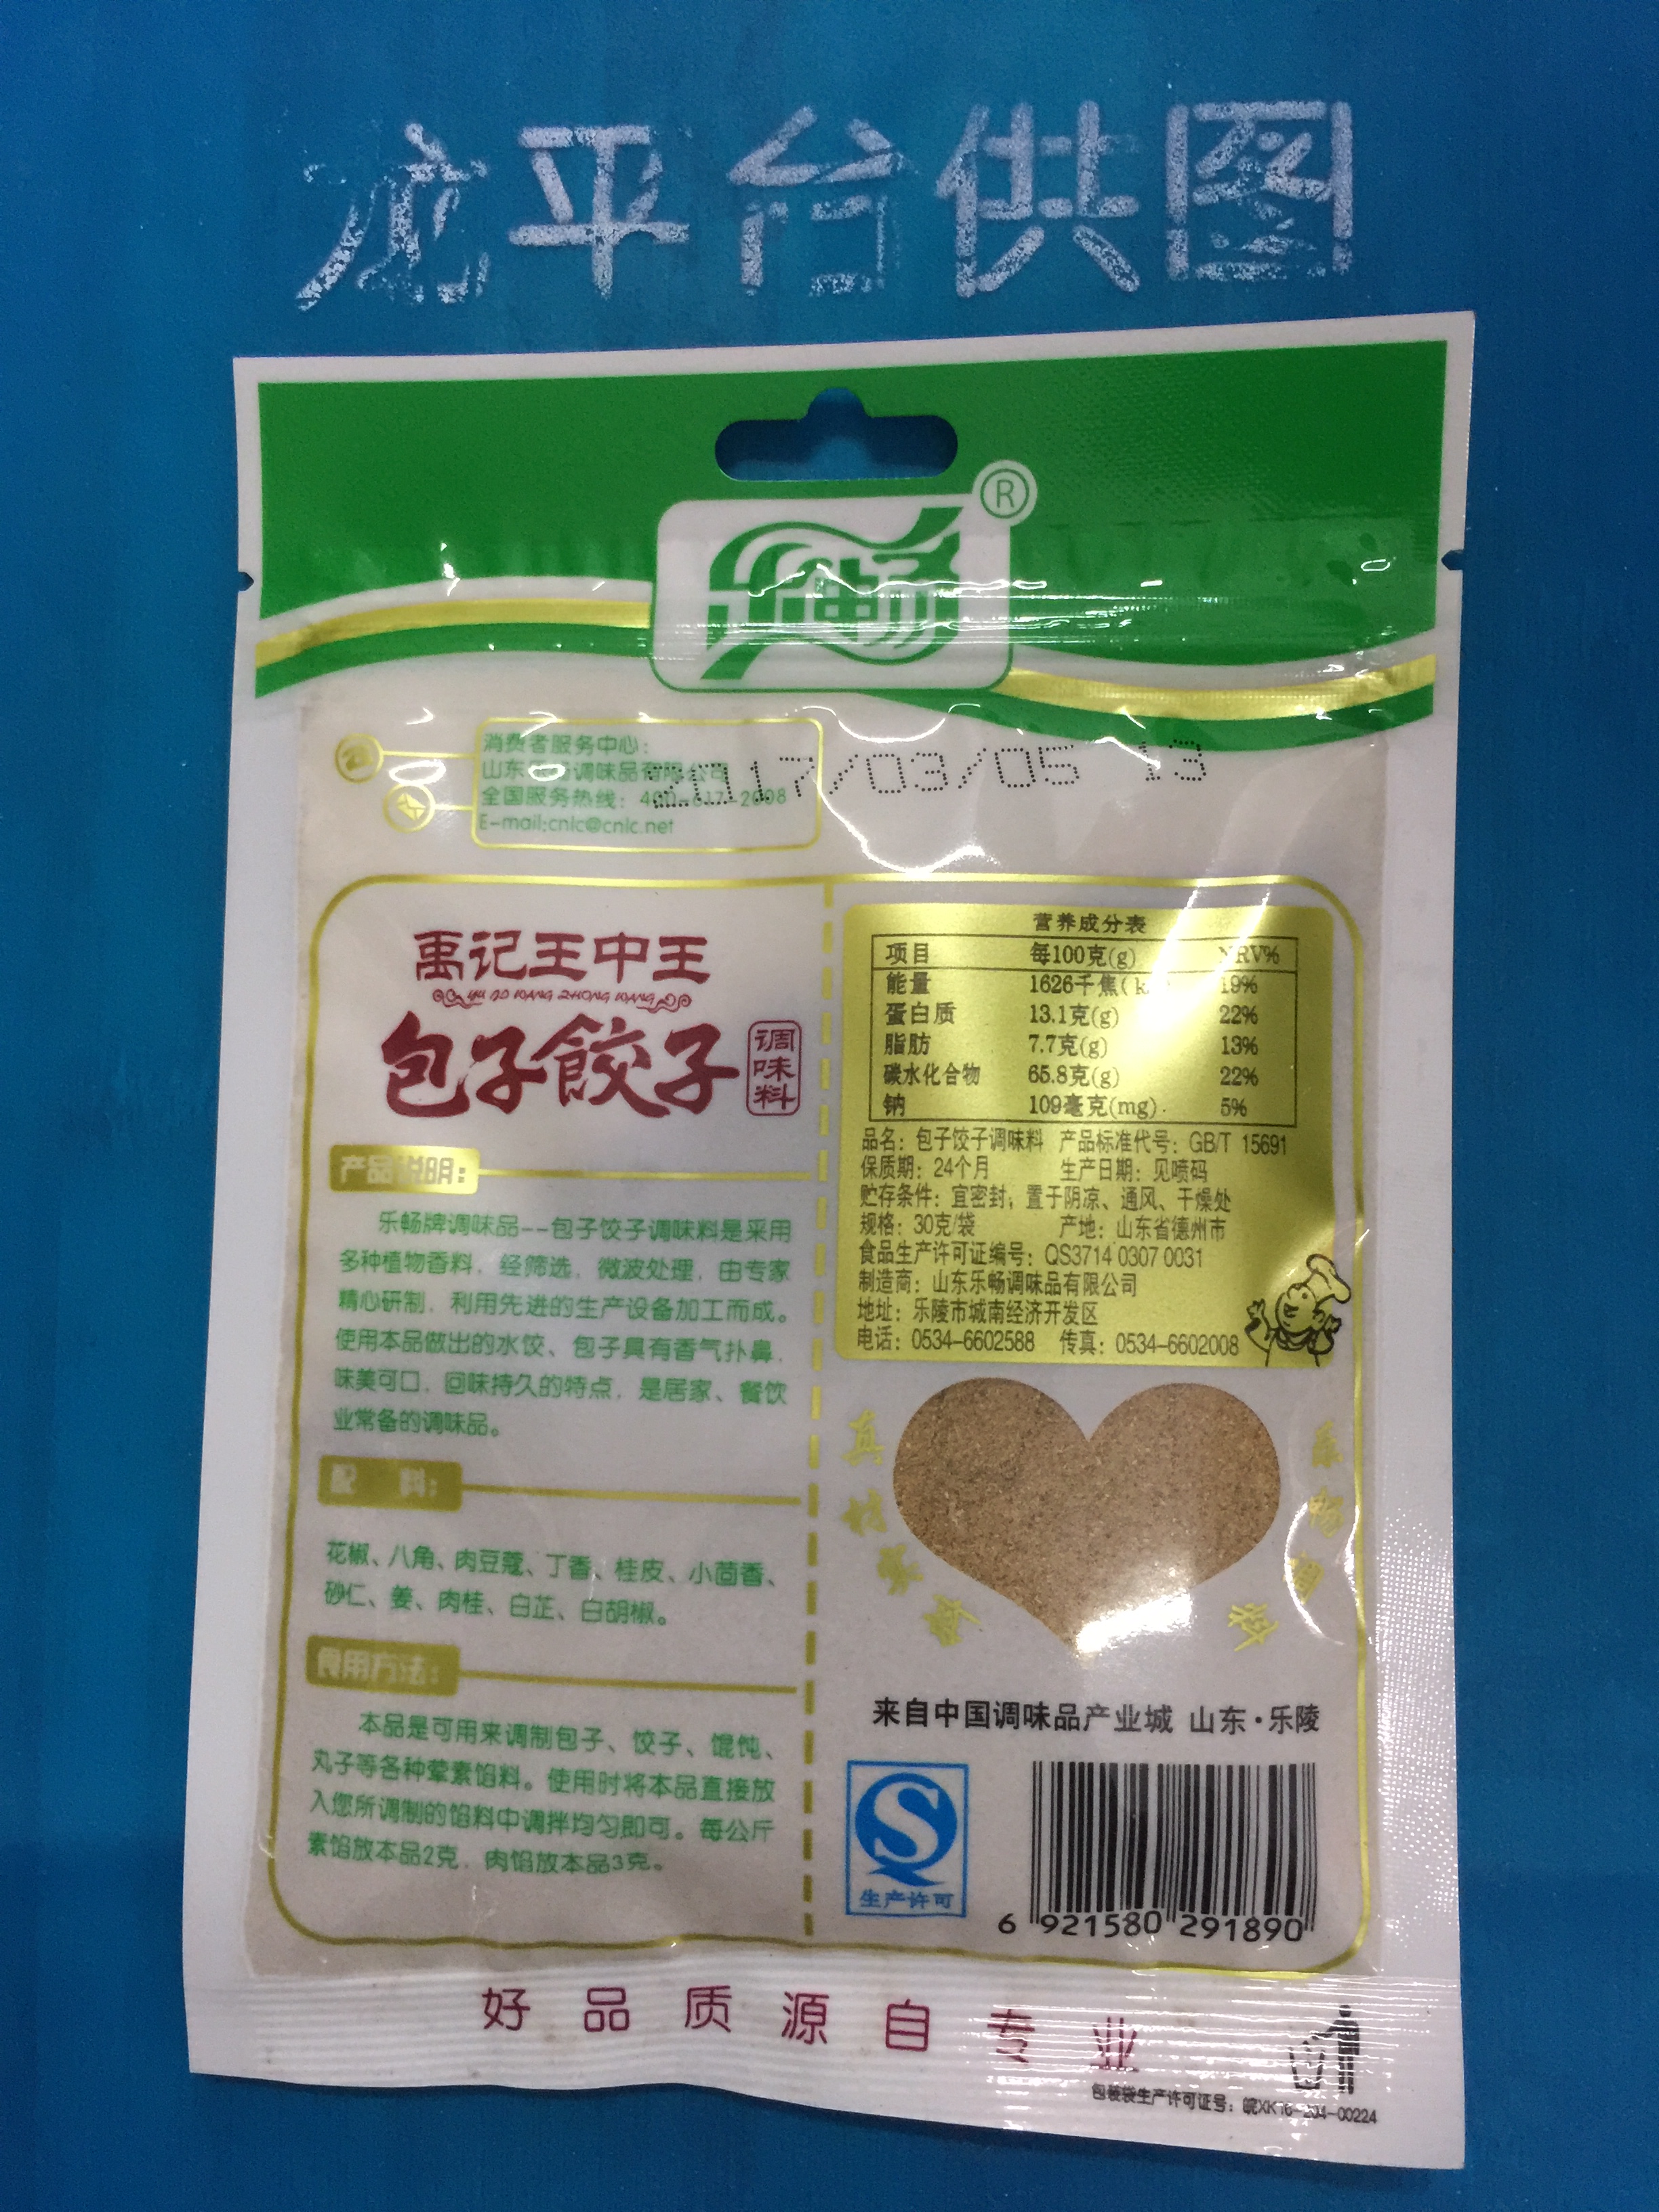 平台供图
®
消费者服务中心：
山东乐畅调味品有限公司
全国服务热线：400-617-2008
E-mail:cnlc@cnlc.net
2017/03/05 13
禹记王中王
YU JI WANG ZHONG WANG
包子餃子
调味料
产品说明：
乐畅牌调味品--包子饺子调味料是采用
多种植物香料，经筛选，微波处理，由专家
精心研制，利用先进的生产设备加工而成。
使用本品做出的水饺、包子具有香气扑鼻，
味美可口，回味持久的特点，是居家、餐饮
业常备的调味品。
配 料：
花椒、八角、肉豆蔻、丁香、桂皮、小茴香、
砂仁、姜、肉桂、白芷、白胡椒。
食用方法：
本品是可用来调制包子、饺子、馄饨、
丸子等各种荤素馅料。使用时将本品直接放
入您所调制的馅料中调拌均匀即可。每公斤
素馅放本品2克，肉馅放本品3克。
营养成分表
项目 每100克(g) NRV%
能量 1626千焦(k 19%
蛋白质 13.1克(g) 22%
脂肪 7.7克(g) 13%
碳水化合物 65.8克(g) 22%
钠 109毫克(mg) 5%
品名：包子饺子调味料 产品标准代号：GB/T 15691
保质期：24个月 生产日期：见喷码
贮存条件：宜密封，置于阴凉、通风、干燥处
规格：30克/袋 产地：山东省德州市
食品生产许可证编号：QS3714 0307 0031
制造商：山东乐畅调味品有限公司
地址：乐陵市城南经济开发区
电话：0534-6602588 传真：0534-6602008
来自中国调味品产业城 山东·乐陵
生产许可
6 921580 291890
好品质源自专业
包装袋生产许可证号：皖XK16-204-00224